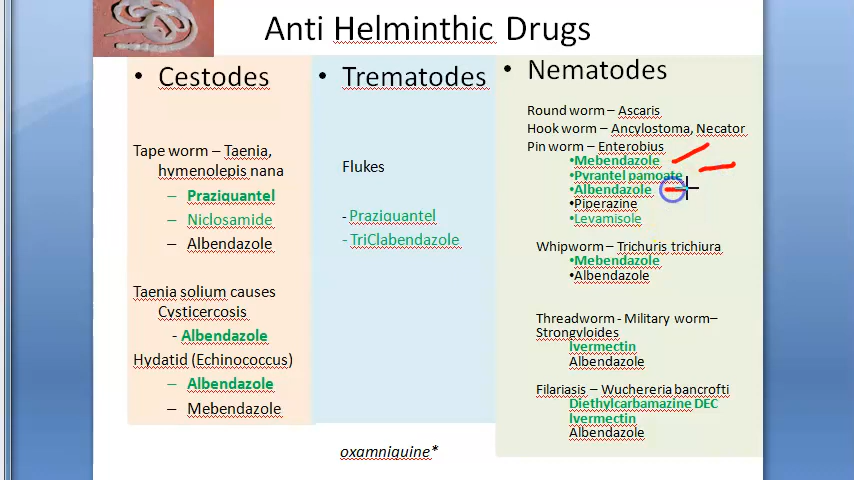 Anti Helminthic Drugs
• Cestodes
Tape worm – Taenia,
hymenolepis nana
– Praziquantel
– Niclosamide
– Albendazole
Taenia solium causes
Cysticercosis
- Albendazole
Hydatid (Echinococcus)
– Albendazole
– Mebendazole
• Trematodes
Flukes
- Praziquantel
- TriClabendazole
oxamniquine*
• Nematodes
Round worm – Ascaris
Hook worm – Ancylostoma, Necator
Pin worm – Enterobius
•Mebendazole
•Pyrantel pamoate
•Albendazole
•Piperazine
•Levamisole
Whipworm – Trichuris trichiura
•Mebendazole
•Albendazole
Threadworm - Military worm–
Strongyloides
Ivermectin
Albendazole
Filariasis – Wuchereria bancrofti
Diethylcarbamazine DEC
Ivermectin
Albendazole